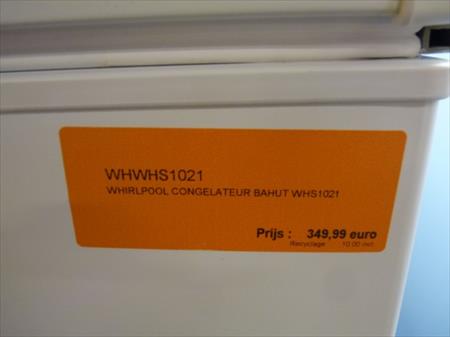 WHWHS1021
WHIRLPOOL CONGELATEUR BAHUT WHS1021
Prijs : 349,99 euro
Recyclage 10.00 incl.